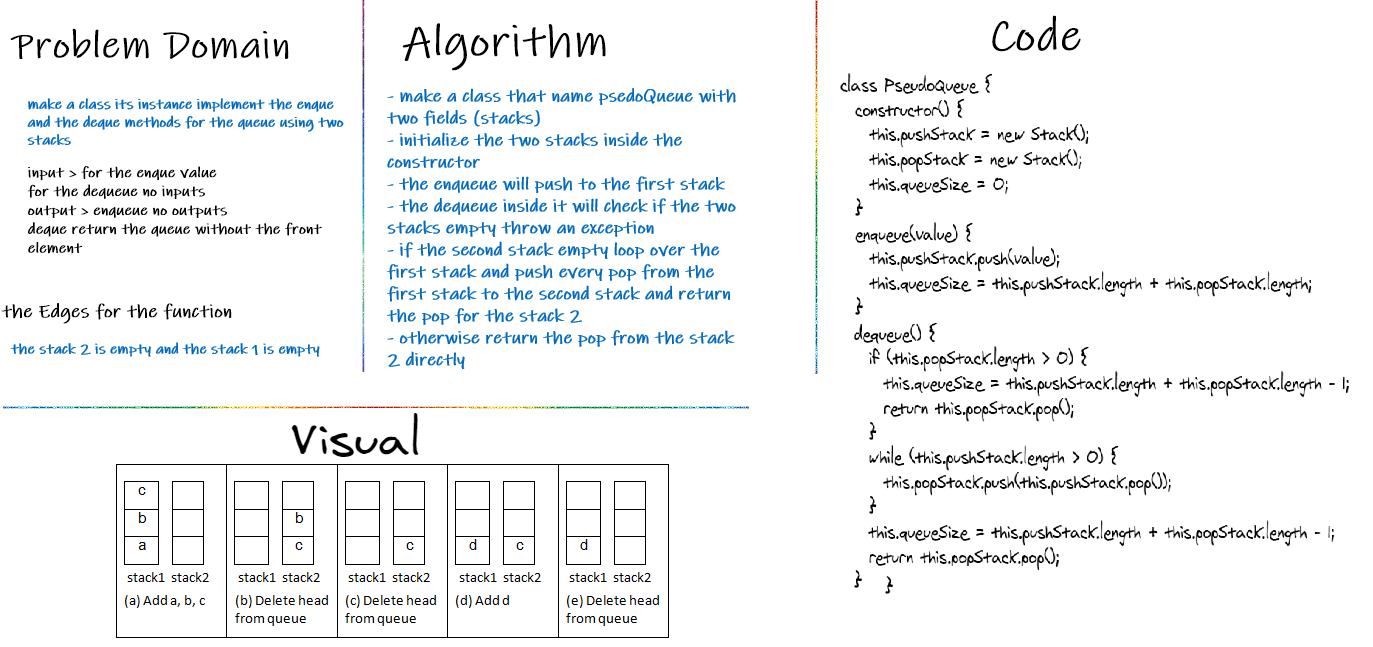 Problem Domain
make a class its instance implement the enque
and the deque methods for the queue using two
stacks
input > for the enque value
for the dequeue no inputs
output > enqueue no outputs
deque return the queue without the front
element
the Edges for the function
the stack 2 is empty and the stack 1 is empty
Algorithm
- make a class that name psedoQueue with
two fields (stacks)
- initialize the two stacks inside the
constructor
- the enqueue will push to the first stack
- the dequeue inside it will check if the two
stacks empty throw an exception
- if the second stack empty loop over the
first stack and push every pop from the
first stack to the second stack and return
the pop for the stack 2
- otherwise return the pop from the stack
2 directly
Code
class PseudoQueue {
constructor() {
this.pushStack = new Stack();
this.popStack = new Stack();
this.queueSize = 0;
}
enqueue(value) {
this.pushStack.push(value);
this.queueSize = this.pushStack.length + this.popStack.length;
}
dequeue() {
if (this.popStack.length > 0) {
this.queueSize = this.pushStack.length + this.popStack.length - 1;
return this.popStack.pop();
}
while (this.pushStack.length > 0) {
this.popStack.push(this.pushStack.pop());
}
this.queueSize = this.pushStack.length + this.popStack.length - 1;
return this.popStack.pop();
} }
Visual
c
b
a
stack1 stack2
(a) Add a, b, c
b
c
stack1 stack2
(b) Delete head
from queue
c
stack1 stack2
(c) Delete head
from queue
d c
stack1 stack2
(d) Add d
d
stack1 stack2
(e) Delete head
from queue